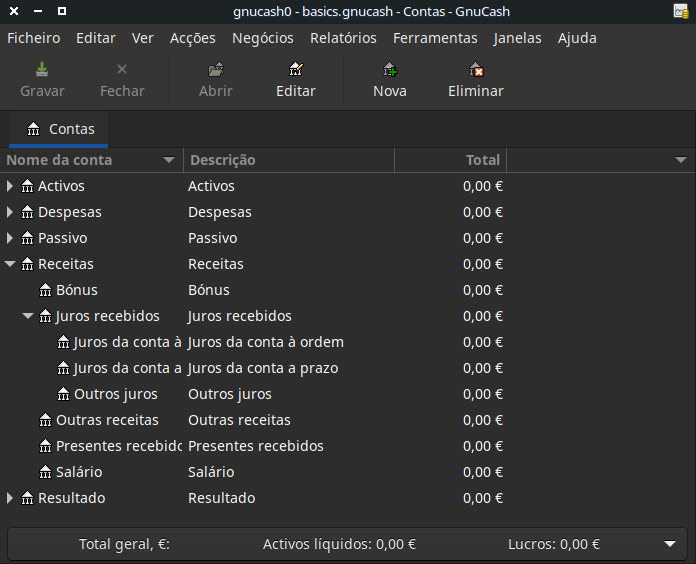 gnucash0 - basics.gnucash - Contas - GnuCash
Ficheiro Editar Ver Acções Negócios Relatórios Ferramentas Janelas Ajuda
Gravar Fechar Abrir Editar Nova Eliminar
Contas
Nome da conta Descrição Total
Activos Activos 0,00 €
Despesas Despesas 0,00 €
Passivo Passivo 0,00 €
Receitas Receitas 0,00 €
Bónus Bónus 0,00 €
Juros recebidos Juros recebidos 0,00 €
Juros da conta à Juros da conta à ordem 0,00 €
Juros da conta a Juros da conta a prazo 0,00 €
Outros juros Outros juros 0,00 €
Outras receitas Outras receitas 0,00 €
Presentes recebido Presentes recebidos 0,00 €
Salário Salário 0,00 €
Resultado Resultado 0,00 €
Total geral, €: Activos líquidos: 0,00 € Lucros: 0,00 €